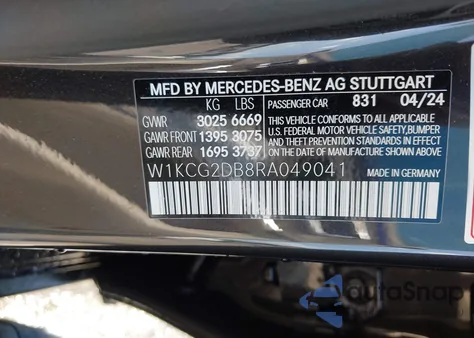 MFD BY MERCEDES-BENZ AG STUTTGART
KG LBS PASSENGER CAR 831 04/24
GVWR 3025 6669
GAWR FRONT 1395 3075
GAWR REAR 1695 3737
THIS VEHICLE CONFORMS TO ALL APPLICABLE
U.S. FEDERAL MOTOR VEHICLE SAFETY,BUMPER
AND THEFT PREVENTION STANDARDS IN EFFECT
ON THE DATE OF MANUFACTURE SHOWN ABOVE
W1KCG2DB8RA049041 MADE IN GERMANY
autoSnap